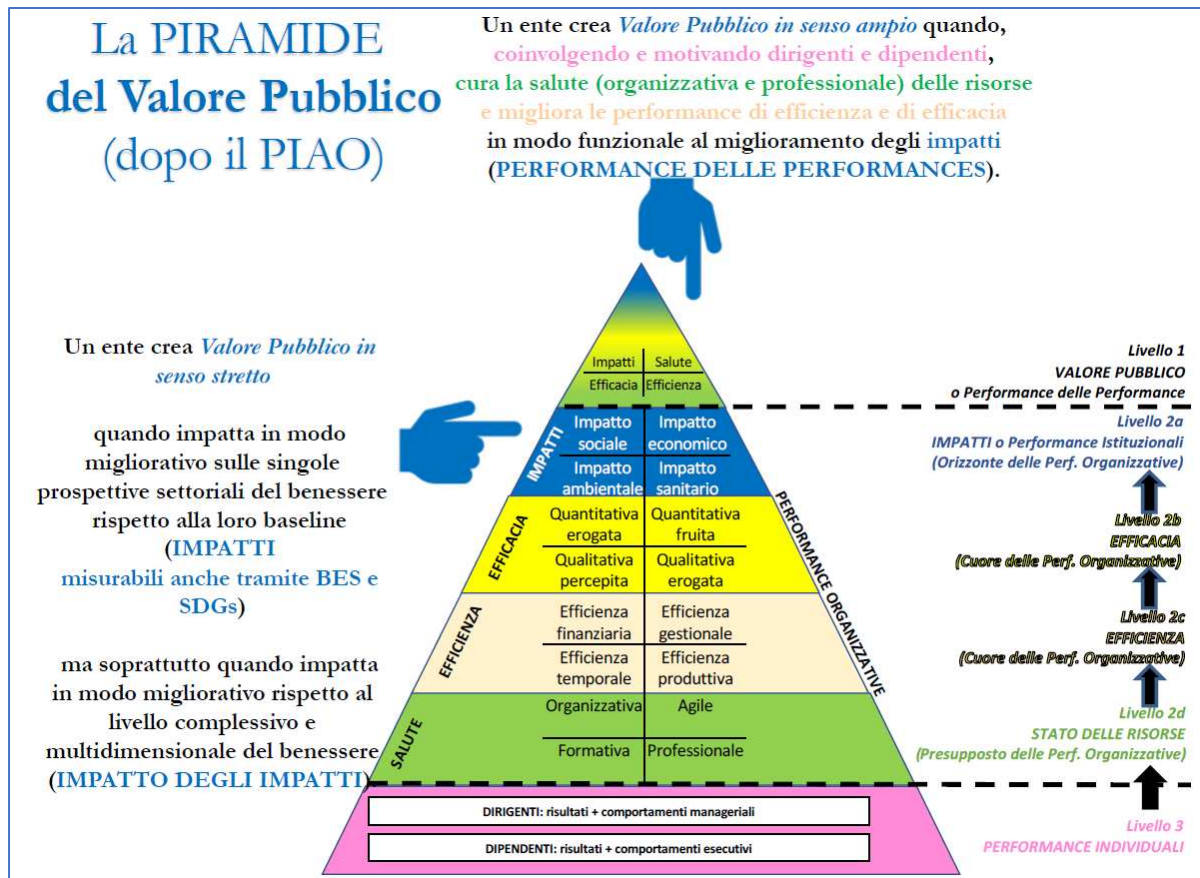 La PIRAMIDE
del Valore Pubblico
(dopo il PIAO)
Un ente crea Valore Pubblico in senso ampio quando,
coinvolgendo e motivando dirigenti e dipendenti,
cura la salute (organizzativa e professionale) delle risorse
e migliora le performance di efficienza e di efficacia
in modo funzionale al miglioramento degli impatti
(PERFORMANCE DELLE PERFORMANCES).
Un ente crea Valore Pubblico in
senso stretto
quando impatta in modo
migliorativo sulle singole
prospettive settoriali del benessere
rispetto alla loro baseline
(IMPATTI
misurabili anche tramite BES e
SDGs)
ma soprattutto quando impatta
in modo migliorativo rispetto al
livello complessivo e
multidimensionale del benessere
(IMPATTO DEGLI IMPATTI)
Impatti Salute
Efficacia Efficienza
IMPATTI
Impatto
sociale
Impatto
economico
Impatto
ambientale
Impatto
sanitario
EFFICACIA
Quantitativa
erogata
Quantitativa
fruita
Qualitativa
percepita
Qualitativa
erogata
EFFICIENZA
Efficienza
finanziaria
Efficienza
gestionale
Efficienza
temporale
Efficienza
produttiva
SALUTE
Organizzativa Agile
Formativa Professionale
PERFORMANCE ORGANIZZATIVE
DIRIGENTI: risultati + comportamenti manageriali
DIPENDENTI: risultati + comportamenti esecutivi
Livello 1
VALORE PUBBLICO
o Performance delle Performance
Livello 2a
IMPATTI o Performance Istituzionali
(Orizzonte delle Perf. Organizzative)
Livello 2b
EFFICACIA
(Cuore delle Perf. Organizzative)
Livello 2c
EFFICIENZA
(Cuore delle Perf. Organizzative)
Livello 2d
STATO DELLE RISORSE
(Presupposto delle Perf. Organizzative)
Livello 3
PERFORMANCE INDIVIDUALI